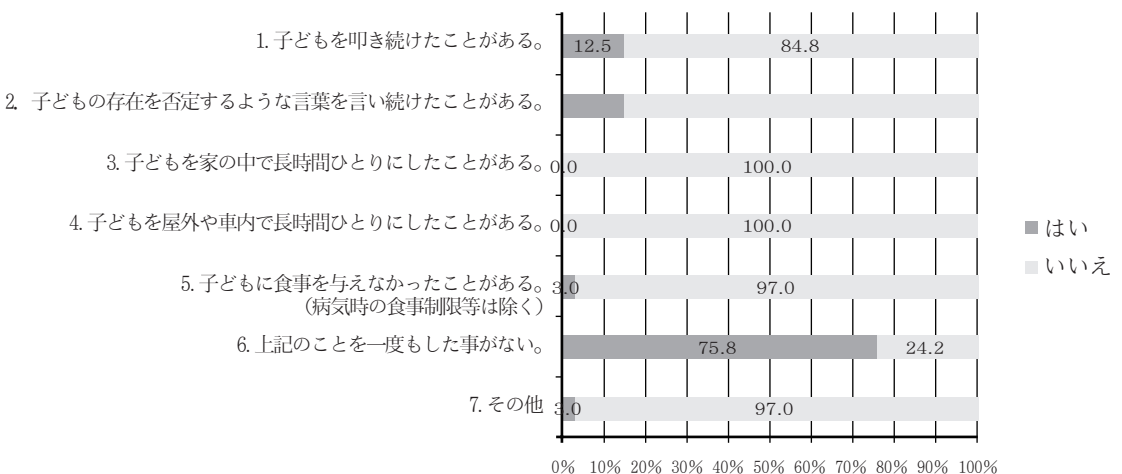 1. 子どもを叩き続けたことがある。
12.5 84.8
2. 子どもの存在を否定するような言葉を言い続けたことがある。
3. 子どもを家の中で長時間ひとりにしたことがある。
0.0 100.0
4. 子どもを屋外や車内で長時間ひとりにしたことがある。
0.0 100.0
5. 子どもに食事を与えなかったことがある。
(病気時の食事制限等は除く)
3.0 97.0
6. 上記のことを一度もした事がない。
75.8 24.2
7. その他
3.0 97.0
0% 10% 20% 30% 40% 50% 60% 70% 80% 90% 100%
はい
いいえ